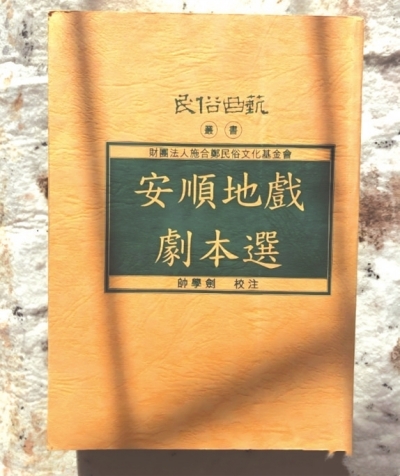 民俗曲藝
叢書
財團法人施合鄭民俗文化基金會
安順地戲
劇本選
帥學劍 校注